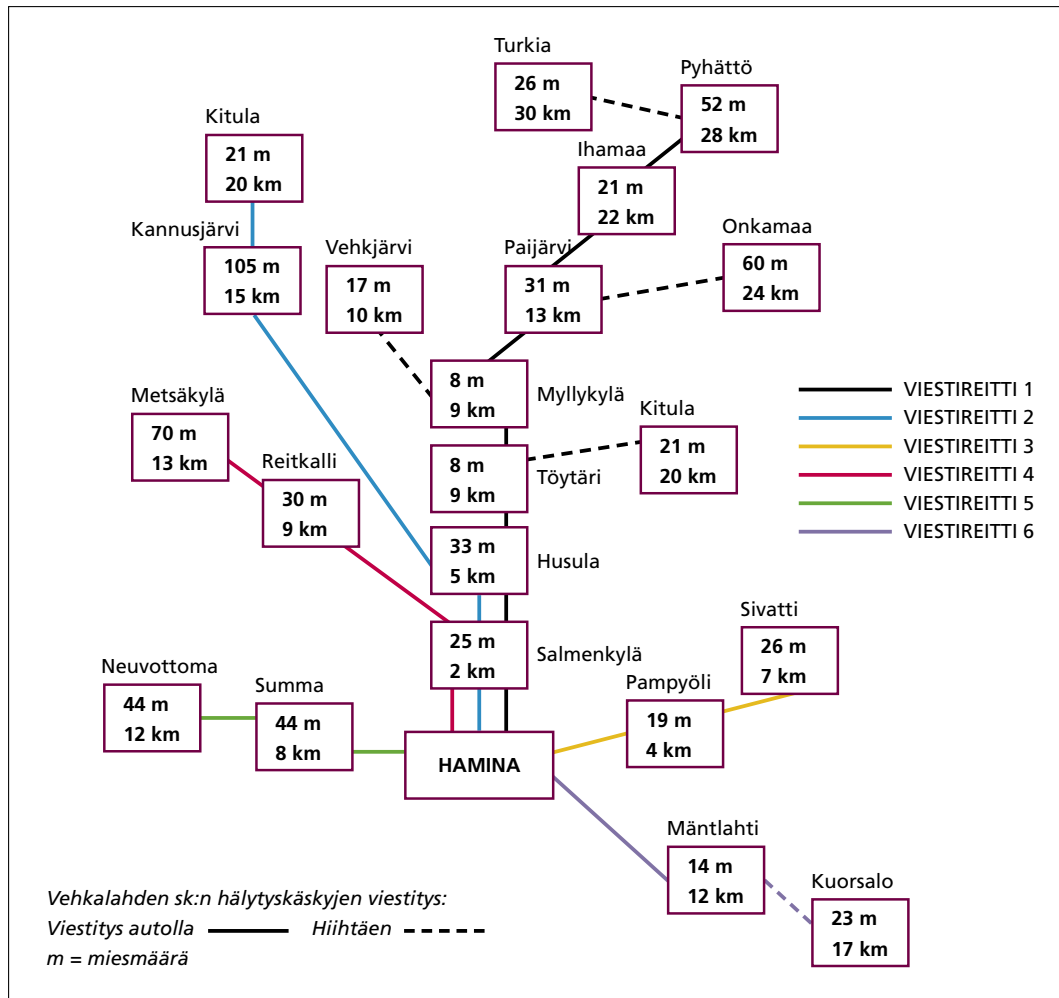 Turkia
26 m
30 km
Pyhättö
52 m
28 km
Kitula
21 m
20 km
Ihamaa
21 m
22 km
Kannusjärvi
105 m
15 km
Vehkjärvi
17 m
10 km
Paijärvi
31 m
13 km
Onkamaa
60 m
24 km
8 m
9 km
Myllykylä
Metsäkylä
70 m
13 km
Reitkalli
30 m
9 km
8 m
9 km
Töytäri
Kitula
21 m
20 km
VIESTIREITTI 1
VIESTIREITTI 2
VIESTIREITTI 3
VIESTIREITTI 4
VIESTIREITTI 5
VIESTIREITTI 6
33 m
5 km
Husula
25 m
2 km
Salmenkylä
Sivatti
26 m
7 km
Neuvottoma
44 m
12 km
Summa
44 m
8 km
Pampyöli
19 m
4 km
HAMINA
Mäntlahti
14 m
12 km
Kuorsalo
23 m
17 km
Vehkalahden sk:n hälytyskäskyjen viestitys:
Viestitys autolla Hiihtäen
m = miesmäärä